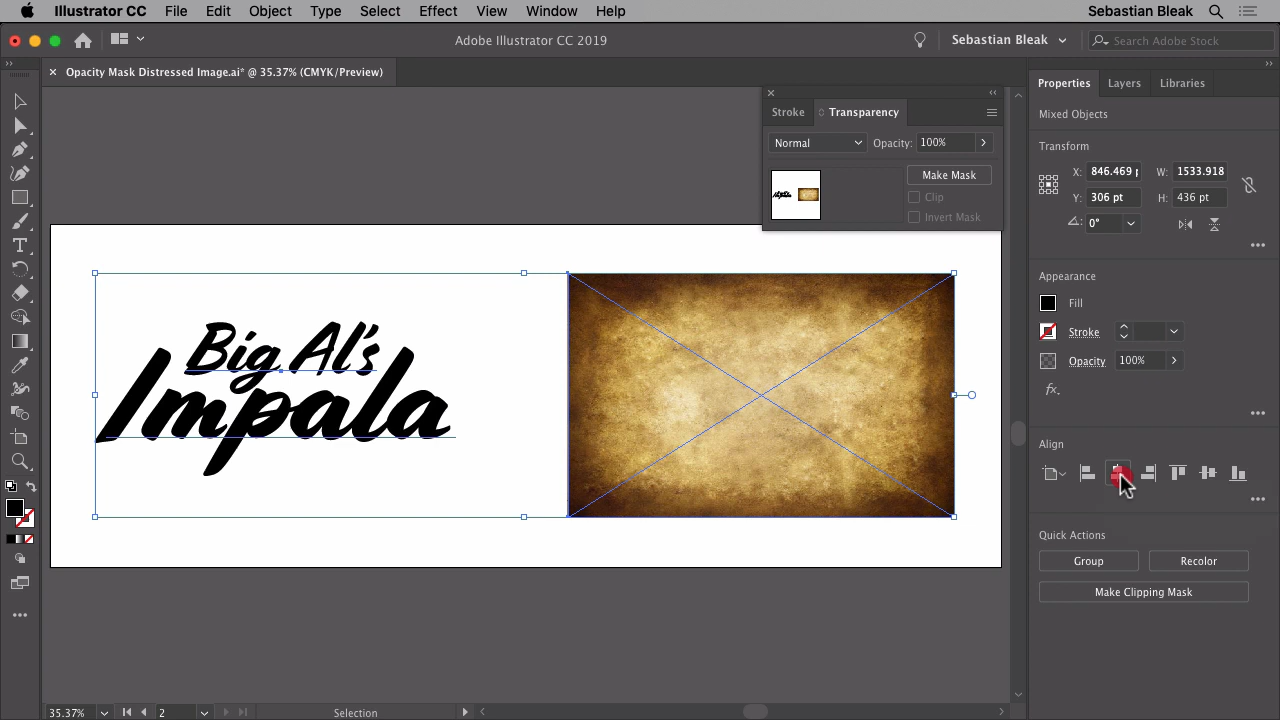 Illustrator CC File Edit Object Type Select Effect View Window Help Sebastian Bleak
Adobe Illustrator CC 2019 Sebastian Bleak Search Adobe Stock
Opacity Mask Distressed Image.ai* @ 35.37% (CMYK/Preview)
Properties Layers Libraries
Stroke Transparency
Mixed Objects
Normal Opacity: 100%
Transform
Make Mask
X: 846.469 p W: 1533.918
Clip
Y: 306 pt H: 436 pt
Invert Mask
0°
Appearance
Fill
Stroke
Opacity 100%
fx.
Big Al's
Impala
Align
Quick Actions
Group Recolor
Make Clipping Mask
35.37% 2 Selection